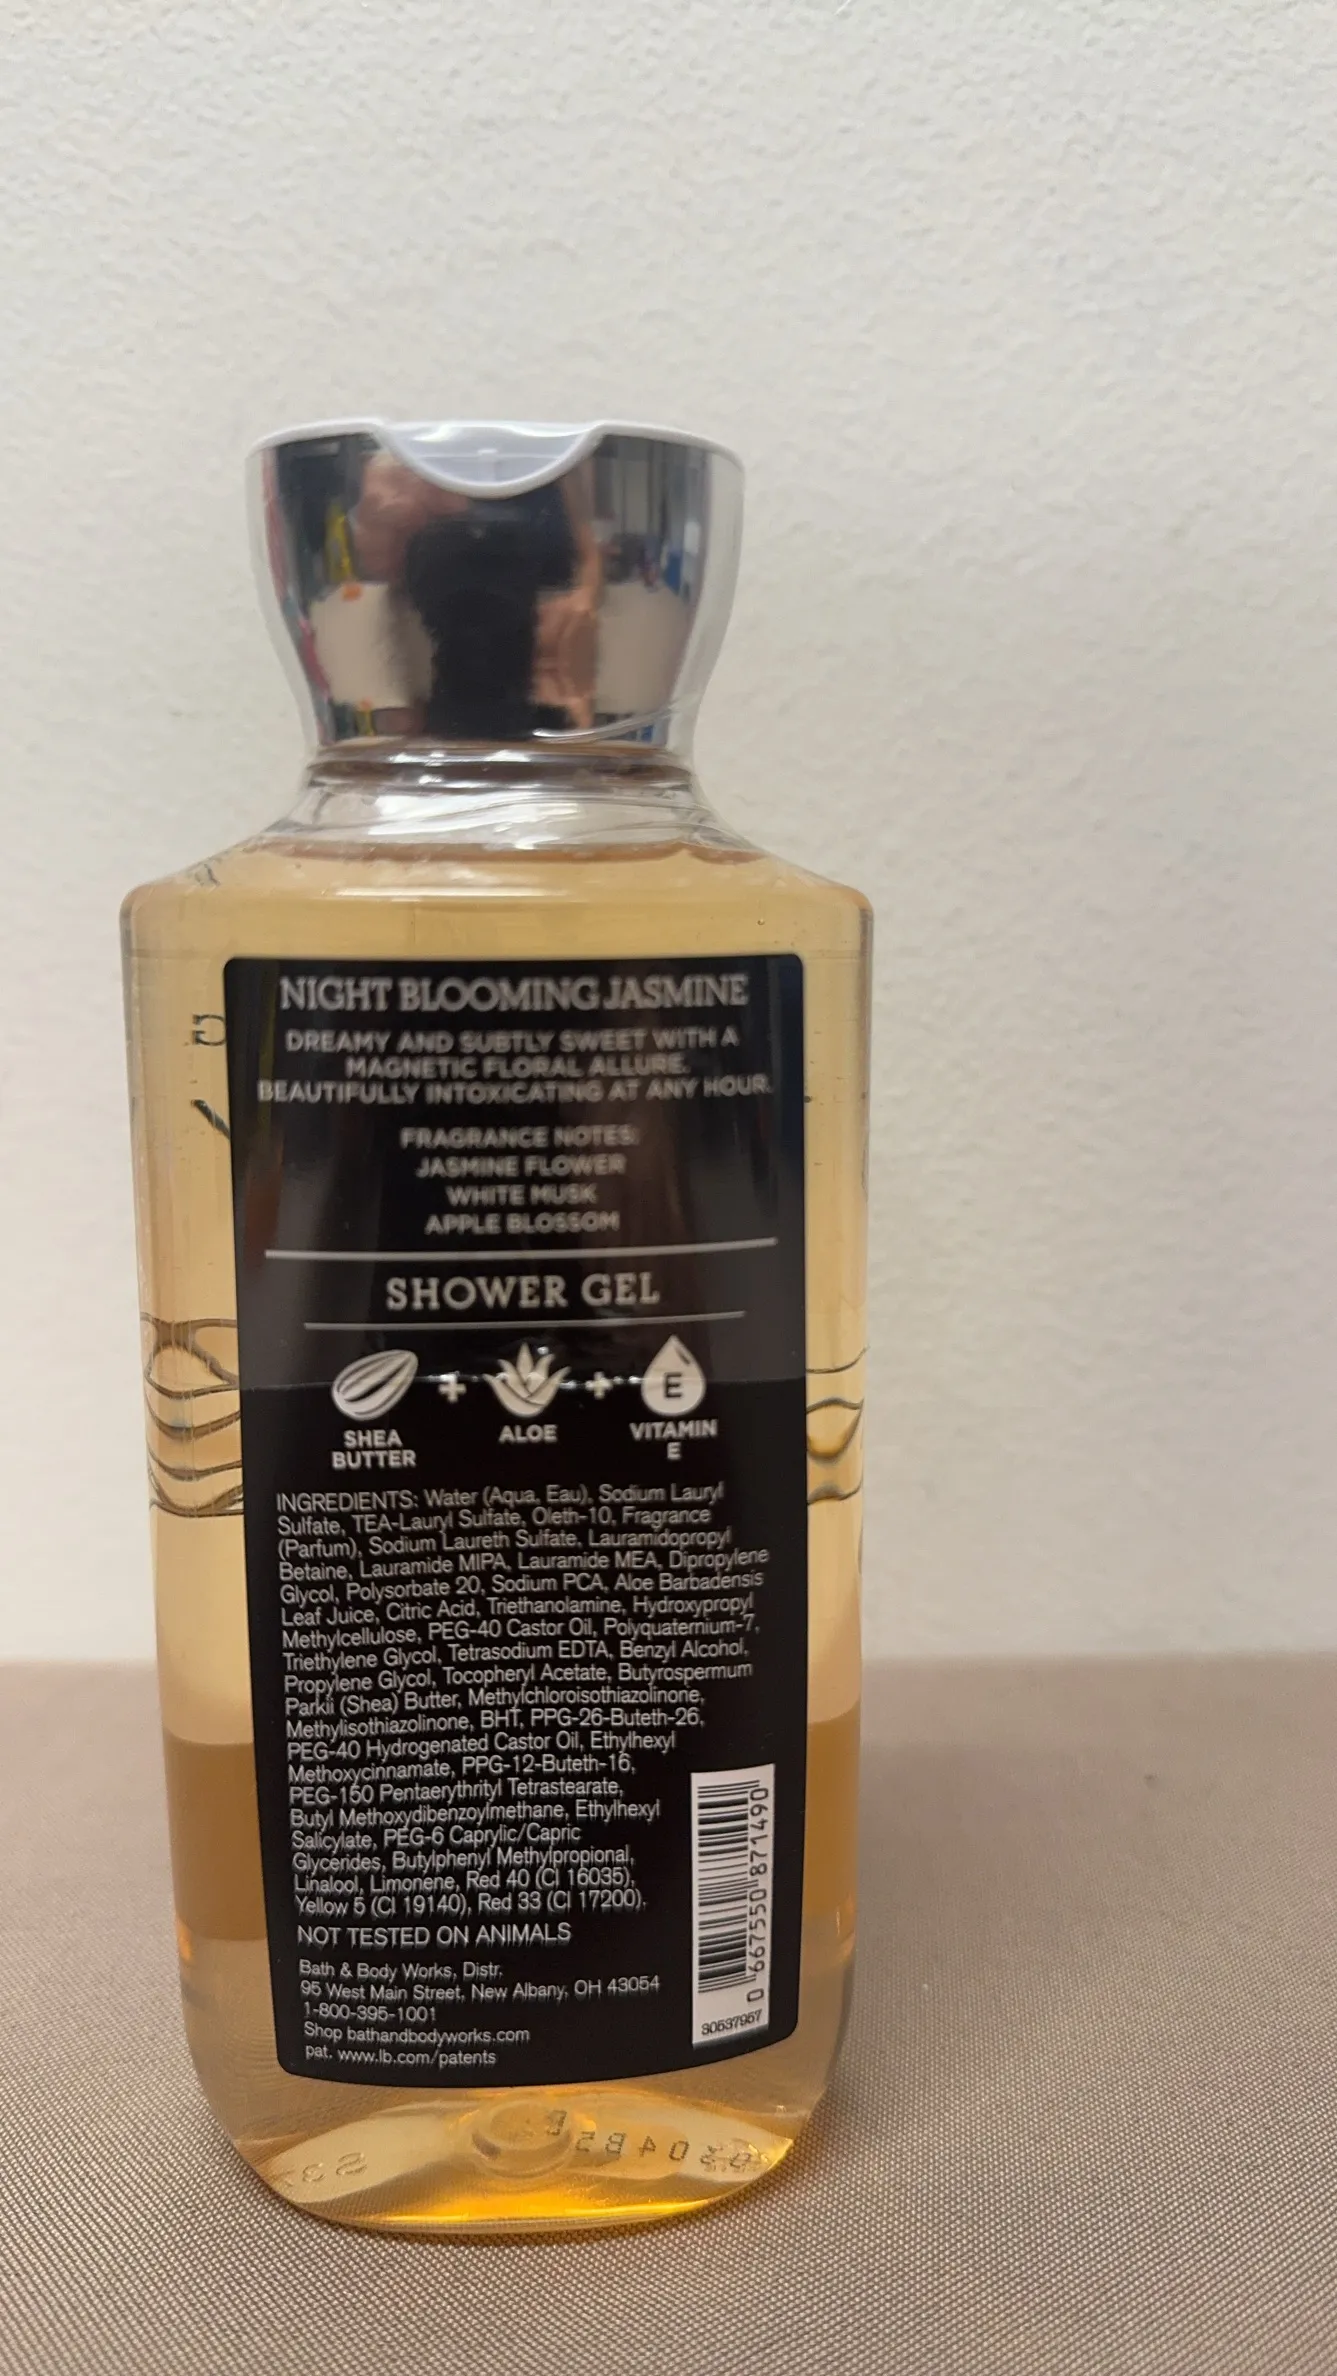 NIGHT BLOOMING JASMINE
DREAMY AND SUBTLY SWEET WITH A
MAGNETIC FLORAL ALLURE.
BEAUTIFULLY INTOXICATING AT ANY HOUR.
FRAGRANCE NOTES:
JASMINE FLOWER
WHITE MUSK
APPLE BLOSSOM
SHOWER GEL
+ + E
SHEA
BUTTER
ALOE
VITAMIN
E
INGREDIENTS: Water (Aqua, Eau), Sodium Lauryl
Sulfate, TEA-Lauryl Sulfate, Oleth-10, Fragrance
(Parfum), Sodium Laureth Sulfate, Lauramidopropyl
Betaine, Lauramide MIPA, Lauramide MEA, Dipropylene
Glycol, Polysorbate 20, Sodium PCA, Aloe Barbadensis
Leaf Juice, Citric Acid, Triethanolamine, Hydroxypropyl
Methylcellulose, PEG-40 Castor Oil, Polyquaternium-7,
Triethylene Glycol, Tetrasodium EDTA, Benzyl Alcohol,
Propylene Glycol, Tocopheryl Acetate, Butyrospermum
Parkii (Shea) Butter, Methylchloroisothiazolinone,
Methylisothiazolinone, BHT, PPG-26-Buteth-26,
PEG-40 Hydrogenated Castor Oil, Ethylhexyl
Methoxycinnamate, PPG-12-Buteth-16,
PEG-150 Pentaerythrityl Tetrastearate,
Butyl Methoxydibenzoylmethane, Ethylhexyl
Salicylate, PEG-6 Caprylic/Capric
Glycerides, Butylphenyl Methylpropional,
Linalool, Limonene, Red 40 (CI 16035),
Yellow 5 (CI 19140), Red 33 (CI 17200).
NOT TESTED ON ANIMALS
Bath & Body Works, Distr.
95 West Main Street, New Albany, OH 43054
1-800-395-1001
Shop bathandbodyworks.com
pat. www.lb.com/patents
0 667550 871490
30537957